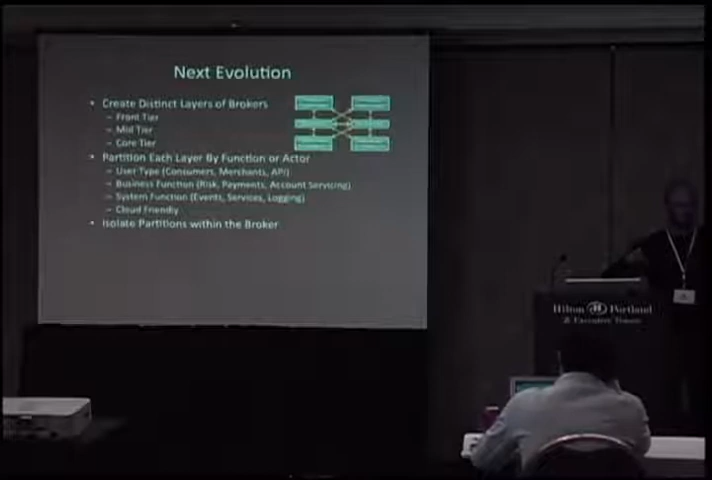 Next Evolution
• Create Distinct Layers of Brokers
– Front Tier
– Mid Tier
– Core Tier
• Partition Each Layer By Function or Actor
– User Type (Consumers, Merchants, API)
– Business Function (Risk, Payments, Account Servicing)
– System Function (Events, Services, Logging)
– Cloud Friendly
• Isolate Partitions within the Broker
Hilton Portland
& Executive Tower